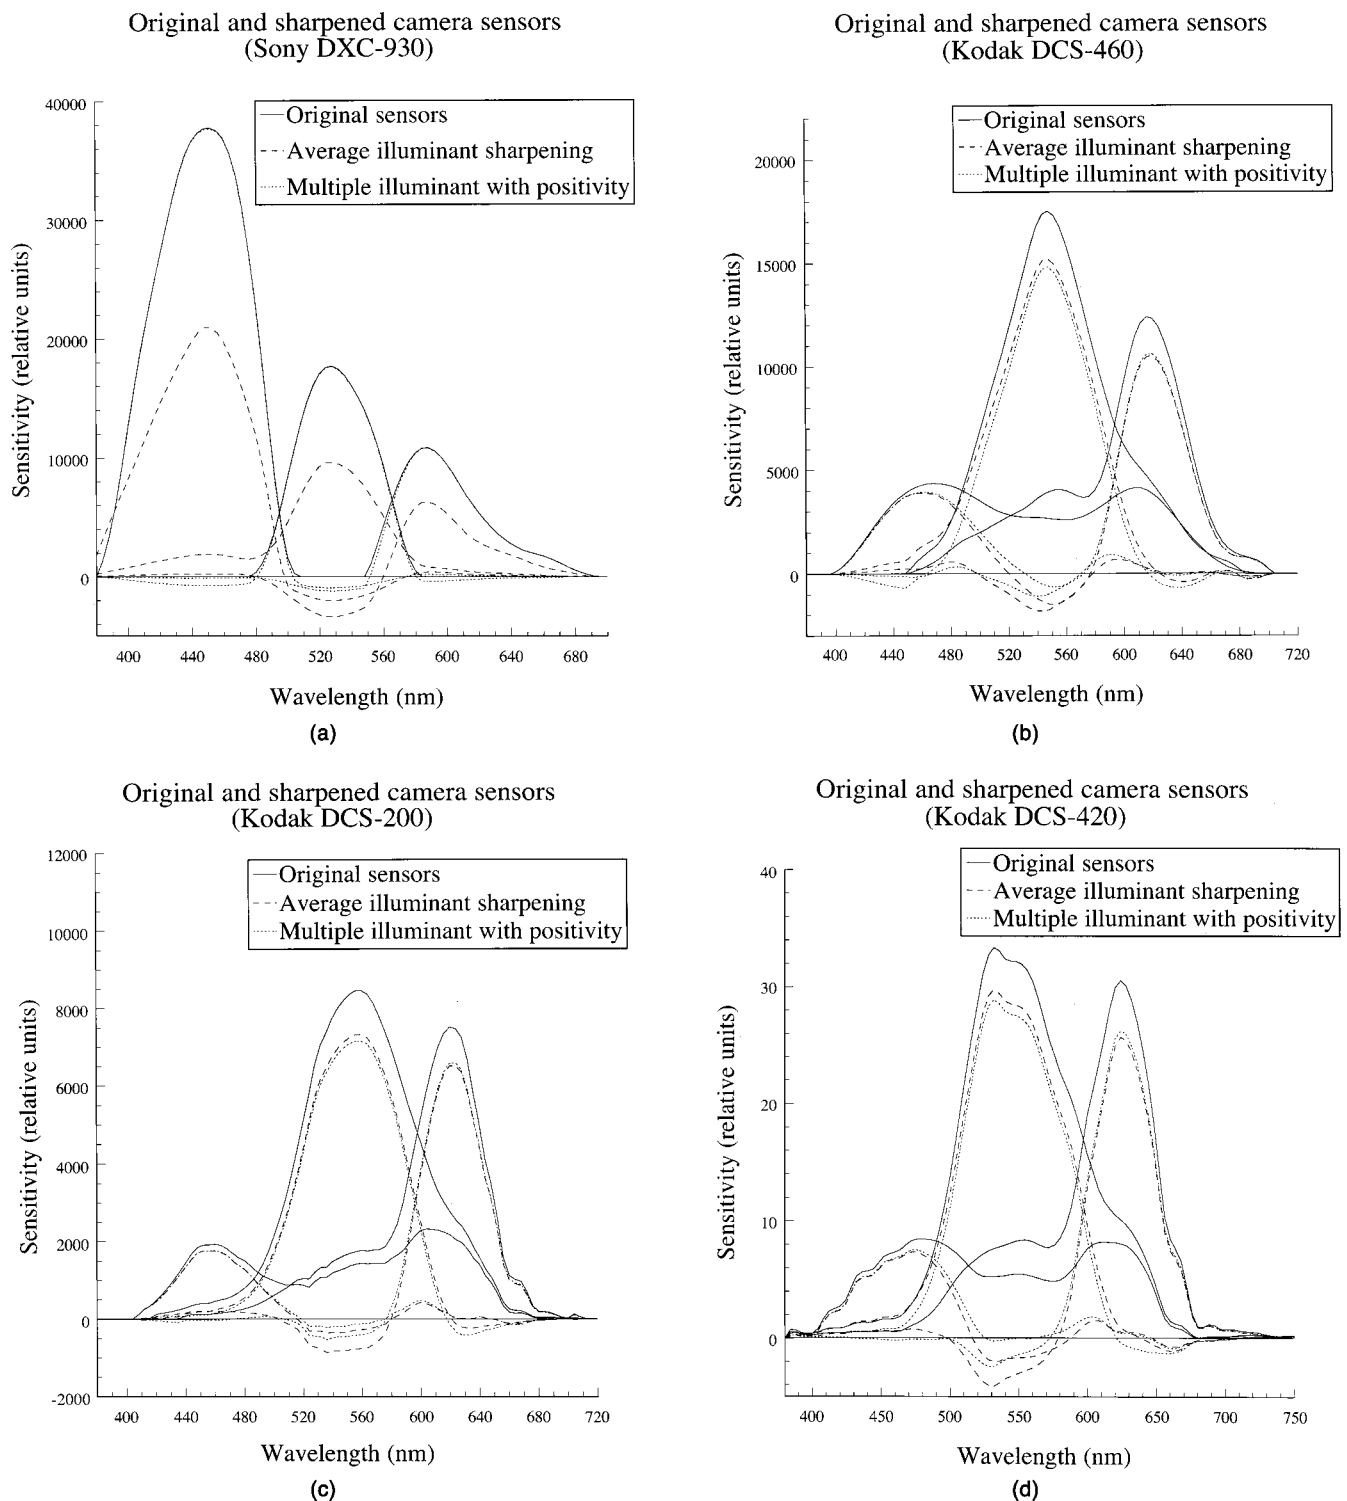 Original and sharpened camera sensors
(Sony DXC-930)
40000
30000
20000
10000
0
Sensitivity (relative units)
Original sensors
Average illuminant sharpening
Multiple illuminant with positivity
400 440 480 520 560 600 640 680
Wavelength (nm)
(a)
Original and sharpened camera sensors
(Kodak DCS-460)
20000
15000
10000
5000
0
Sensitivity (relative units)
Original sensors
Average illuminant sharpening
Multiple illuminant with positivity
400 440 480 520 560 600 640 680 720
Wavelength (nm)
(b)
Original and sharpened camera sensors
(Kodak DCS-200)
12000
10000
8000
6000
4000
2000
0
-2000
Sensitivity (relative units)
Original sensors
Average illuminant sharpening
Multiple illuminant with positivity
400 440 480 520 560 600 640 680 720
Wavelength (nm)
(c)
Original and sharpened camera sensors
(Kodak DCS-420)
40
30
20
10
0
Sensitivity (relative units)
Original sensors
Average illuminant sharpening
Multiple illuminant with positivity
400 450 500 550 600 650 700 750
Wavelength (nm)
(d)